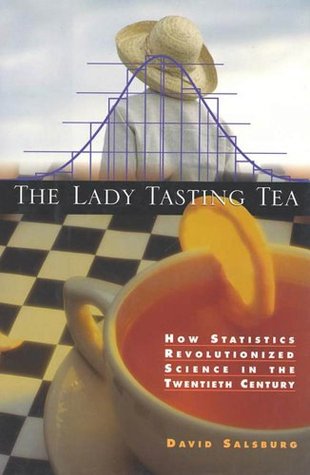 THE LADY TASTING TEA
HOW STATISTICS
REVOLUTIONIZED
SCIENCE IN THE
TWENTIETH CENTURY
DAVID SALSBURG